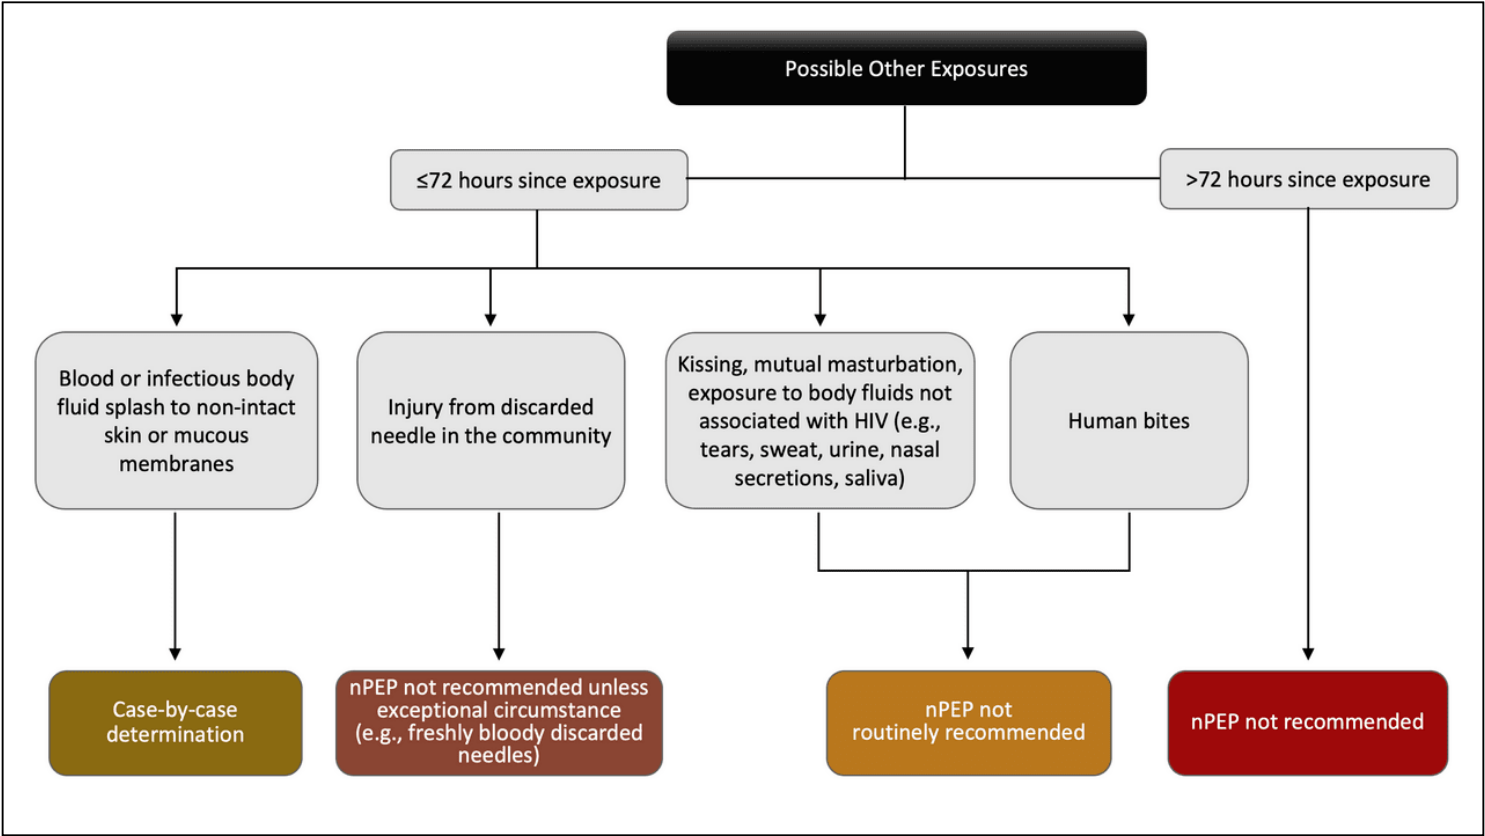 Possible Other Exposures
≤72 hours since exposure
>72 hours since exposure
Blood or infectious body
fluid splash to non-intact
skin or mucous
membranes
Injury from discarded
needle in the community
Kissing, mutual masturbation,
exposure to body fluids not
associated with HIV (e.g.,
tears, sweat, urine, nasal
secretions, saliva)
Human bites
Case-by-case
determination
nPEP not recommended unless
exceptional circumstance
(e.g., freshly bloody discarded
needles)
nPEP not
routinely recommended
nPEP not recommended